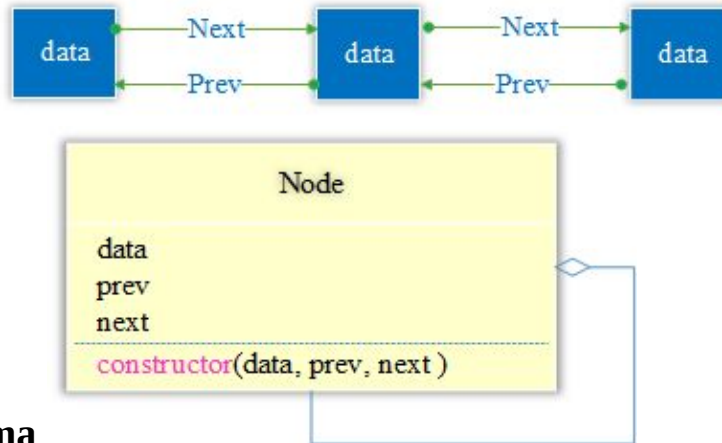 data Next data Next data
Prev Prev
Node
data
prev
next
constructor(data, prev, next )